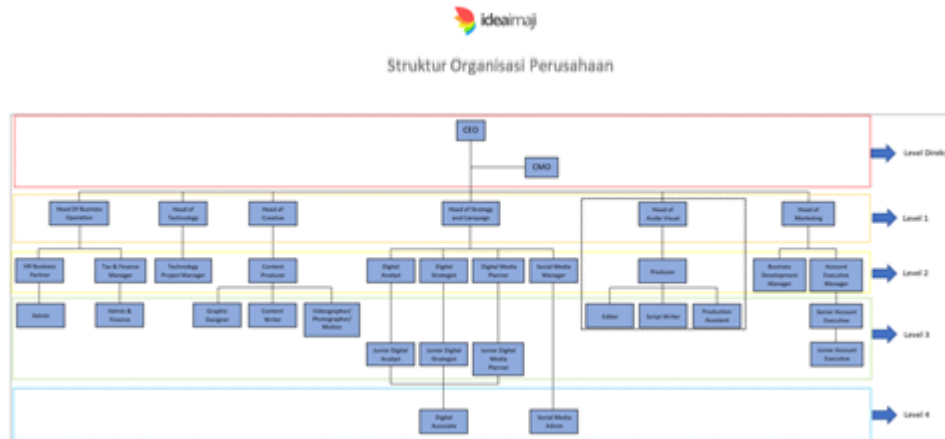 ideaimaji
Struktur Organisasi Perusahaan
CEO
CMO
Level Direk
Head Of Business
Operation
Head of
Technology
Head of
Creative
Head of Strategy
and Campaign
Head of
Audio Visual
Head of
Marketing
Level 1
HR Business
Partner
Tax & Finance
Manager
Technology
Project Manager
Content
Producer
Digital
Analyst
Digital
Strategist
Digital Media
Planner
Social Media
Manager
Producer
Business
Development
Manager
Account
Executive
Manager
Level 2
Admin
Admin &
Finance
Graphic
Designer
Content
Writer
Videographer/
Photographer/
Motion
Editor
Script Writer
Production
Assistent
Senior Account
Executive
Level 3
Junior Digital
Analyst
Junior Digital
Strategist
Junior Digital
Media
Planner
Junior Account
Executive
Digital
Associate
Social Media
Admin
Level 4